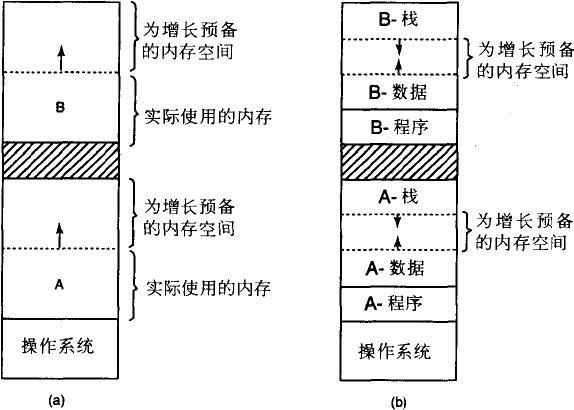 为增长预备
的内存空间
B
实际使用的内存
为增长预备
的内存空间
A
实际使用的内存
操作系统
(a)
B-栈
为增长预备
的内存空间
B-数据
B-程序
A-栈
为增长预备
的内存空间
A-数据
A-程序
操作系统
(b)